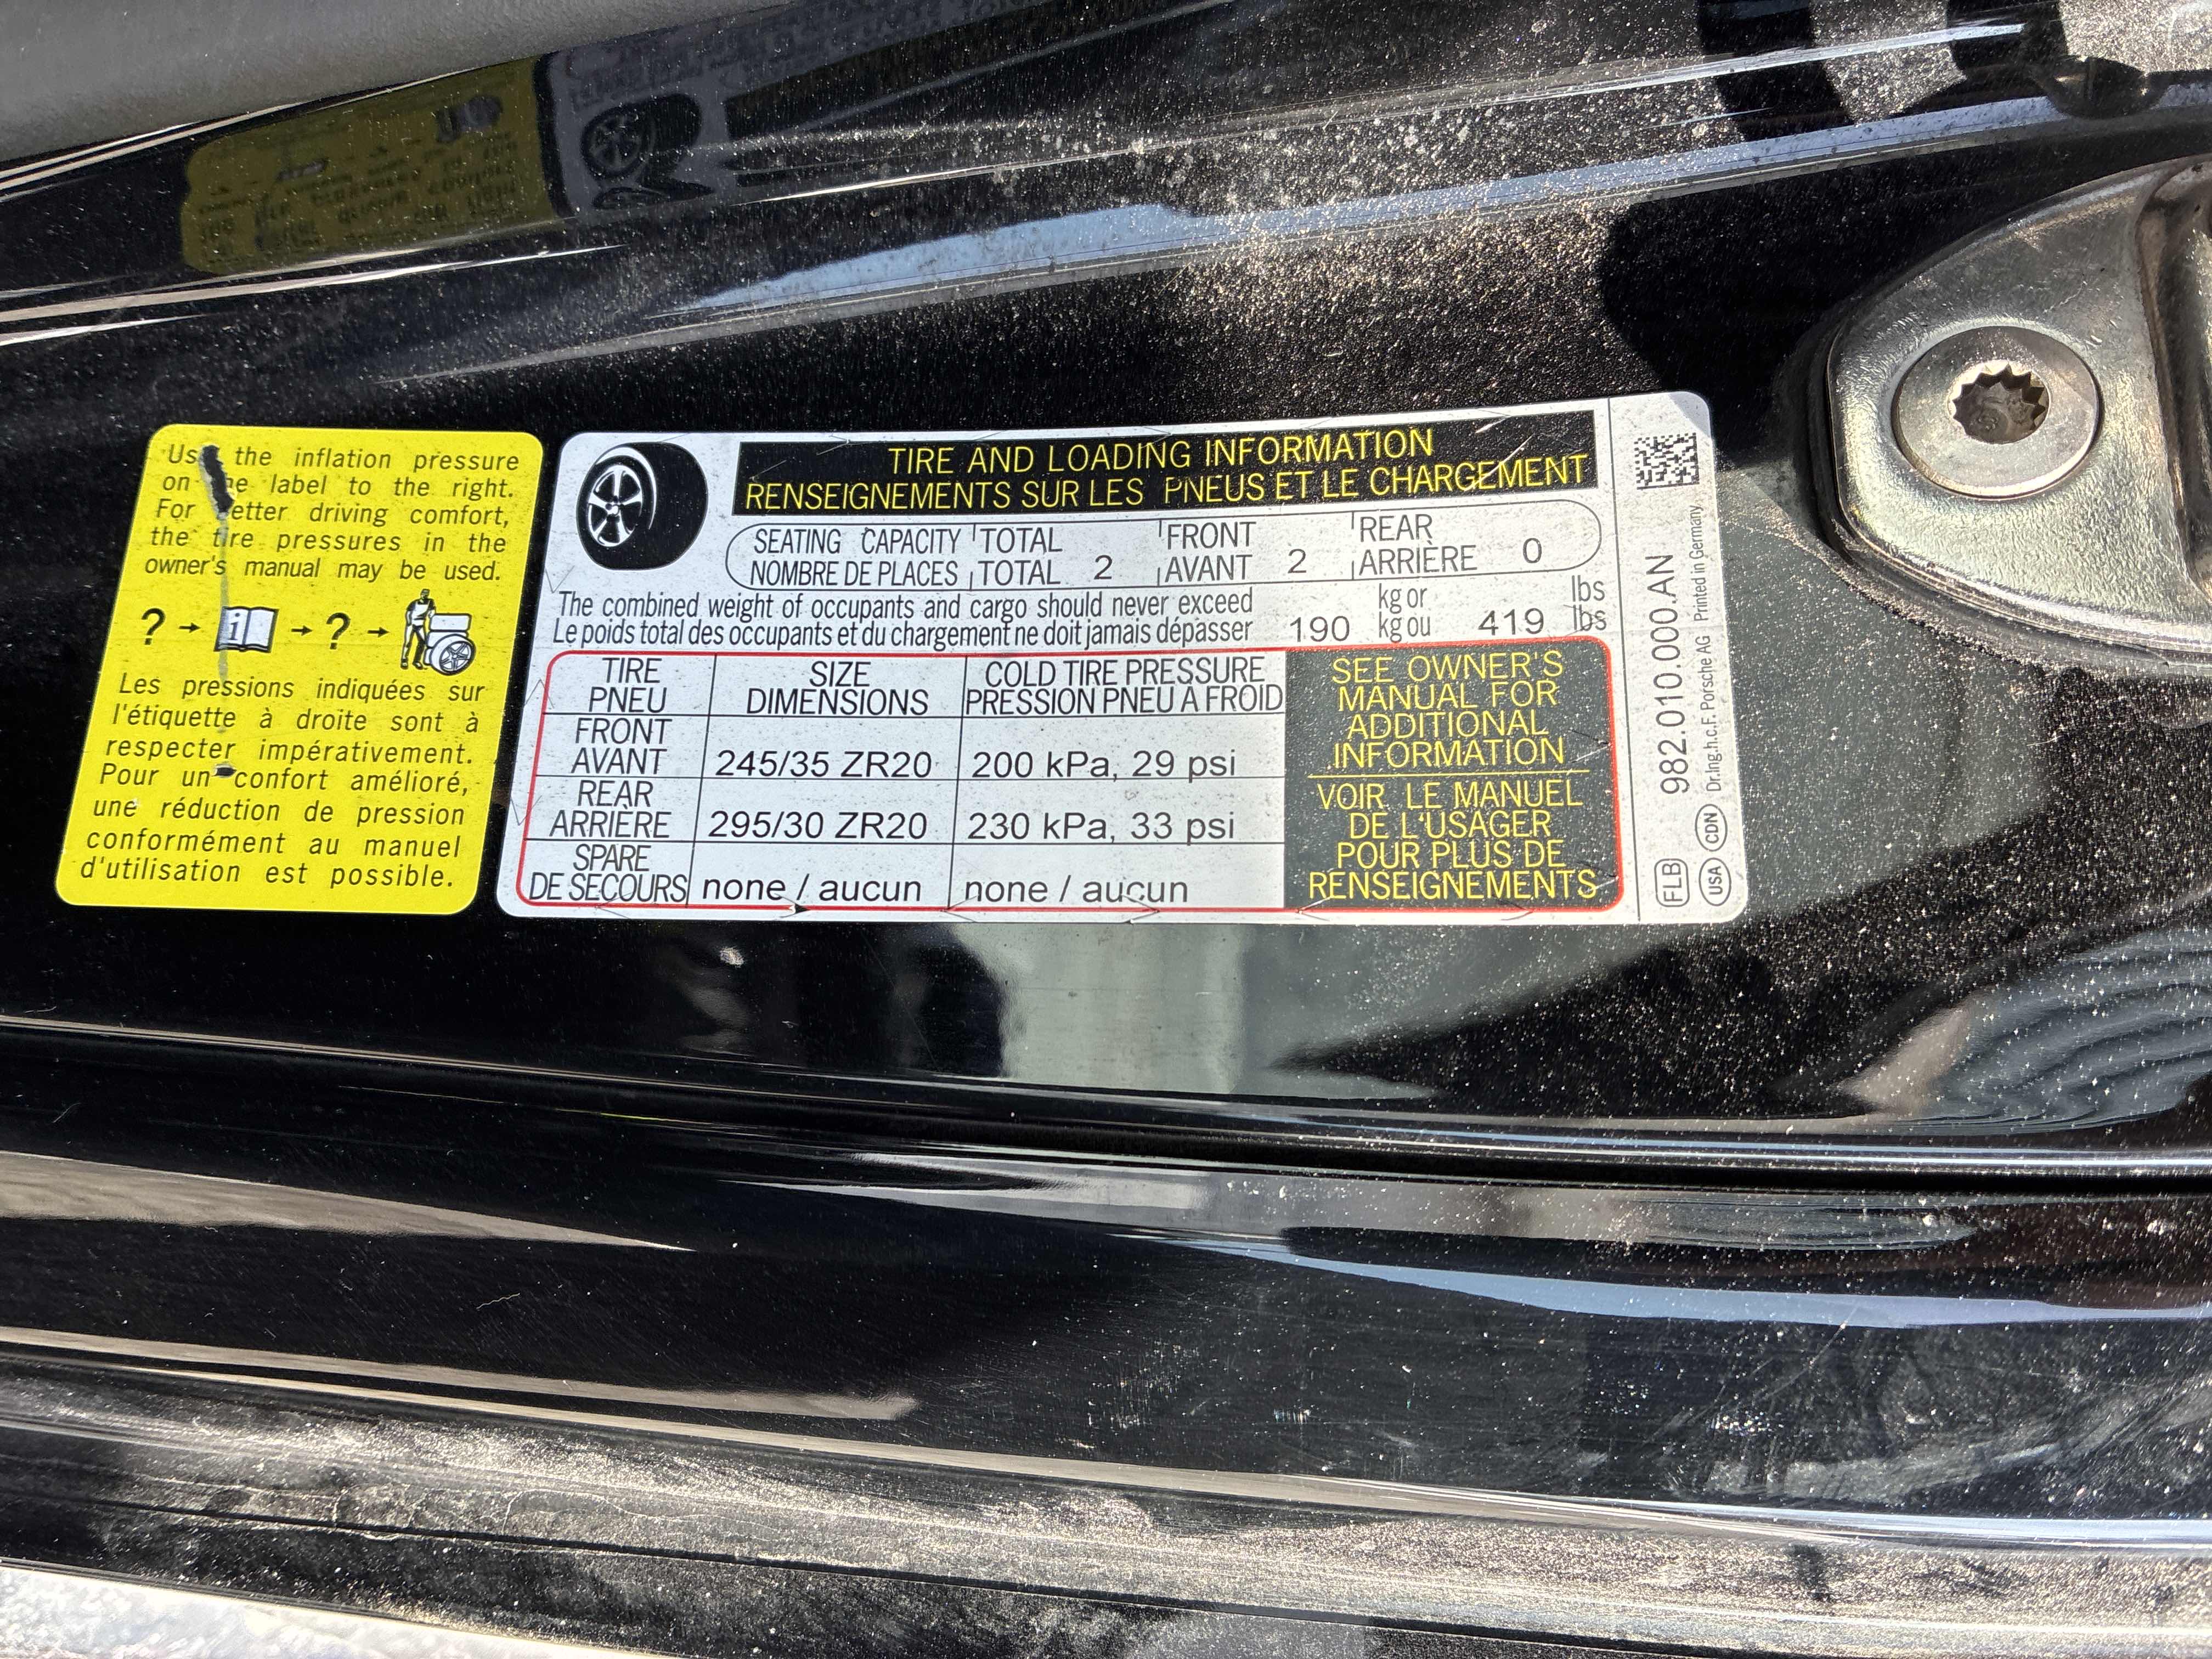 the inflation pressure
on label to the right.
For driving comfort,
the tire pressures in the
owner's manual may be used.
? → i → ? →
Les pressions indiquées sur
l'étiquette à droite sont à
respecter impérativement.
Pour un confort amélioré,
une réduction de pression
conformément au manuel
d'utilisation est possible.
TIRE AND LOADING INFORMATION
RENSEIGNEMENTS SUR LES PNEUS ET LE CHARGEMENT
SEATING CAPACITY TOTAL FRONT REAR
NOMBRE DE PLACES TOTAL 2 AVANT 2 ARRIÈRE 0
The combined weight of occupants and cargo should never exceed kg or lbs
Le poids total des occupants et du chargement ne doit jamais dépasser 190 kg ou 419 lbs
TIRE SIZE COLD TIRE PRESSURE
PNEU DIMENSIONS PRESSION PNEU A FROID
FRONT
AVANT 245/35 ZR20 200 kPa, 29 psi
REAR
ARRIÈRE 295/30 ZR20 230 kPa, 33 psi
SPARE
DE SECOURS none / aucun none / aucun
SEE OWNER'S
MANUAL FOR
ADDITIONAL
INFORMATION
VOIR LE MANUEL
DE L'USAGER
POUR PLUS DE
RENSEIGNEMENTS
FLB 982.010.000.AN
USA CDN Dr.Ing.h.c.F. Porsche AG Printed in Germany